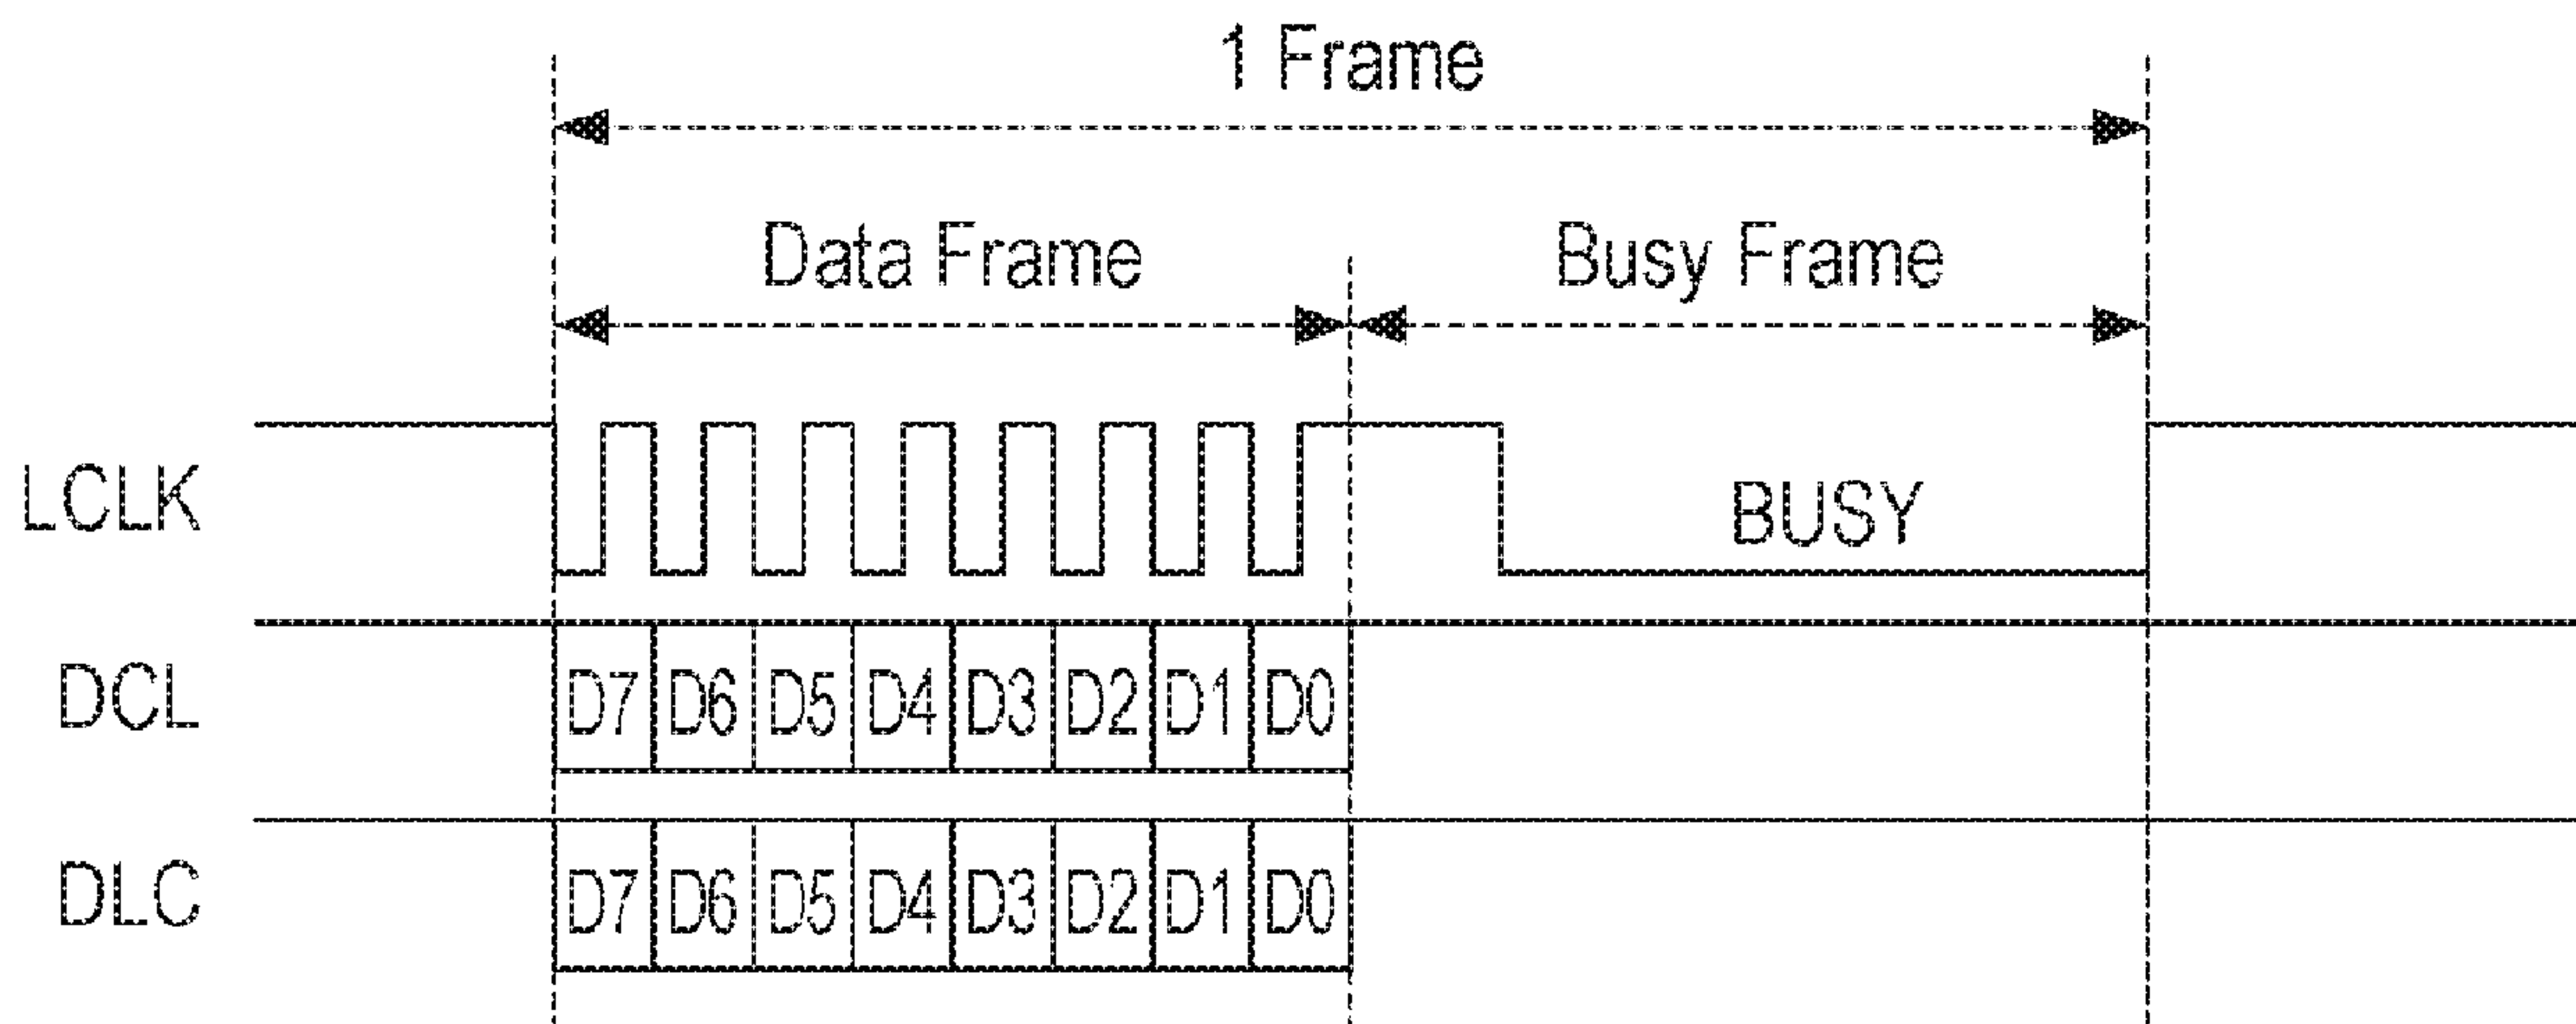 1 Frame
Data Frame Busy Frame
LCLK BUSY
DCL D7 D6 D5 D4 D3 D2 D1 D0
DLC D7 D6 D5 D4 D3 D2 D1 D0